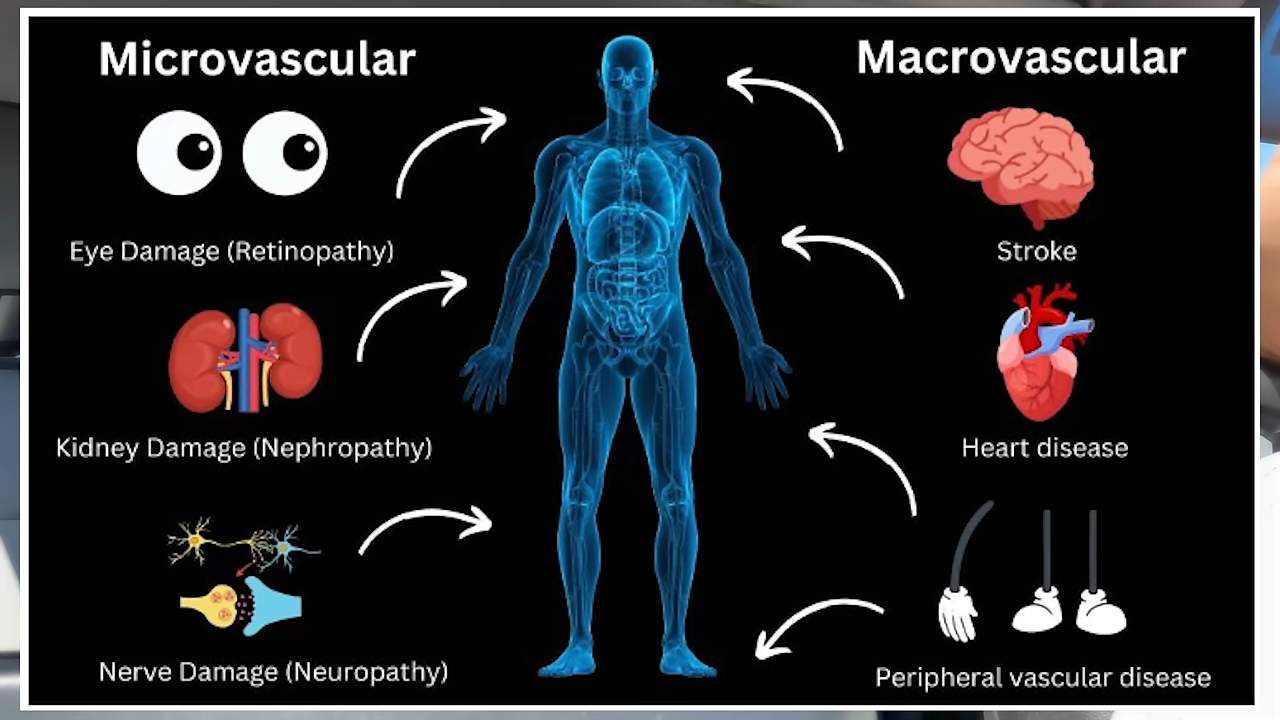 Microvascular
Macrovascular
Eye Damage (Retinopathy)
Stroke
Kidney Damage (Nephropathy)
Heart disease
Nerve Damage (Neuropathy)
Peripheral vascular disease